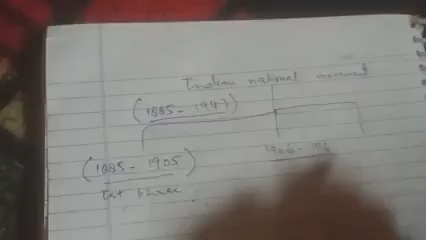 Indian national movement
(1885 - 1947)
(1885 - 1905)
1st phase